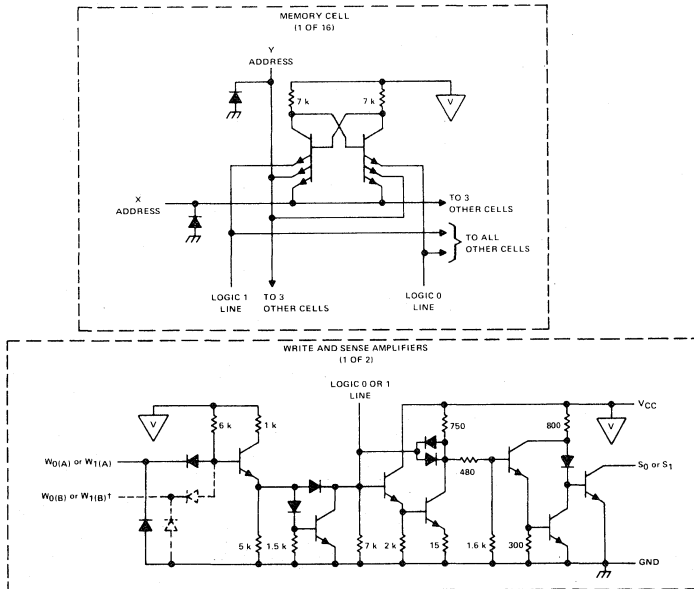 MEMORY CELL
(1 OF 16)
Y
ADDRESS
7 k
7 k
V
X
ADDRESS
TO 3
OTHER CELLS
TO ALL
OTHER CELLS
LOGIC 1
LINE
TO 3
OTHER CELLS
LOGIC 0
LINE
WRITE AND SENSE AMPLIFIERS
(1 OF 2)
LOGIC 0 OR 1
LINE
VCC
V
6 k
1 k
750
800
V
W0(A) or W1(A)
480
S0 or S1
W0(B) or W1(B)†
5 k
1.5 k
7 k
2 k
15
1.6 k
300
GND